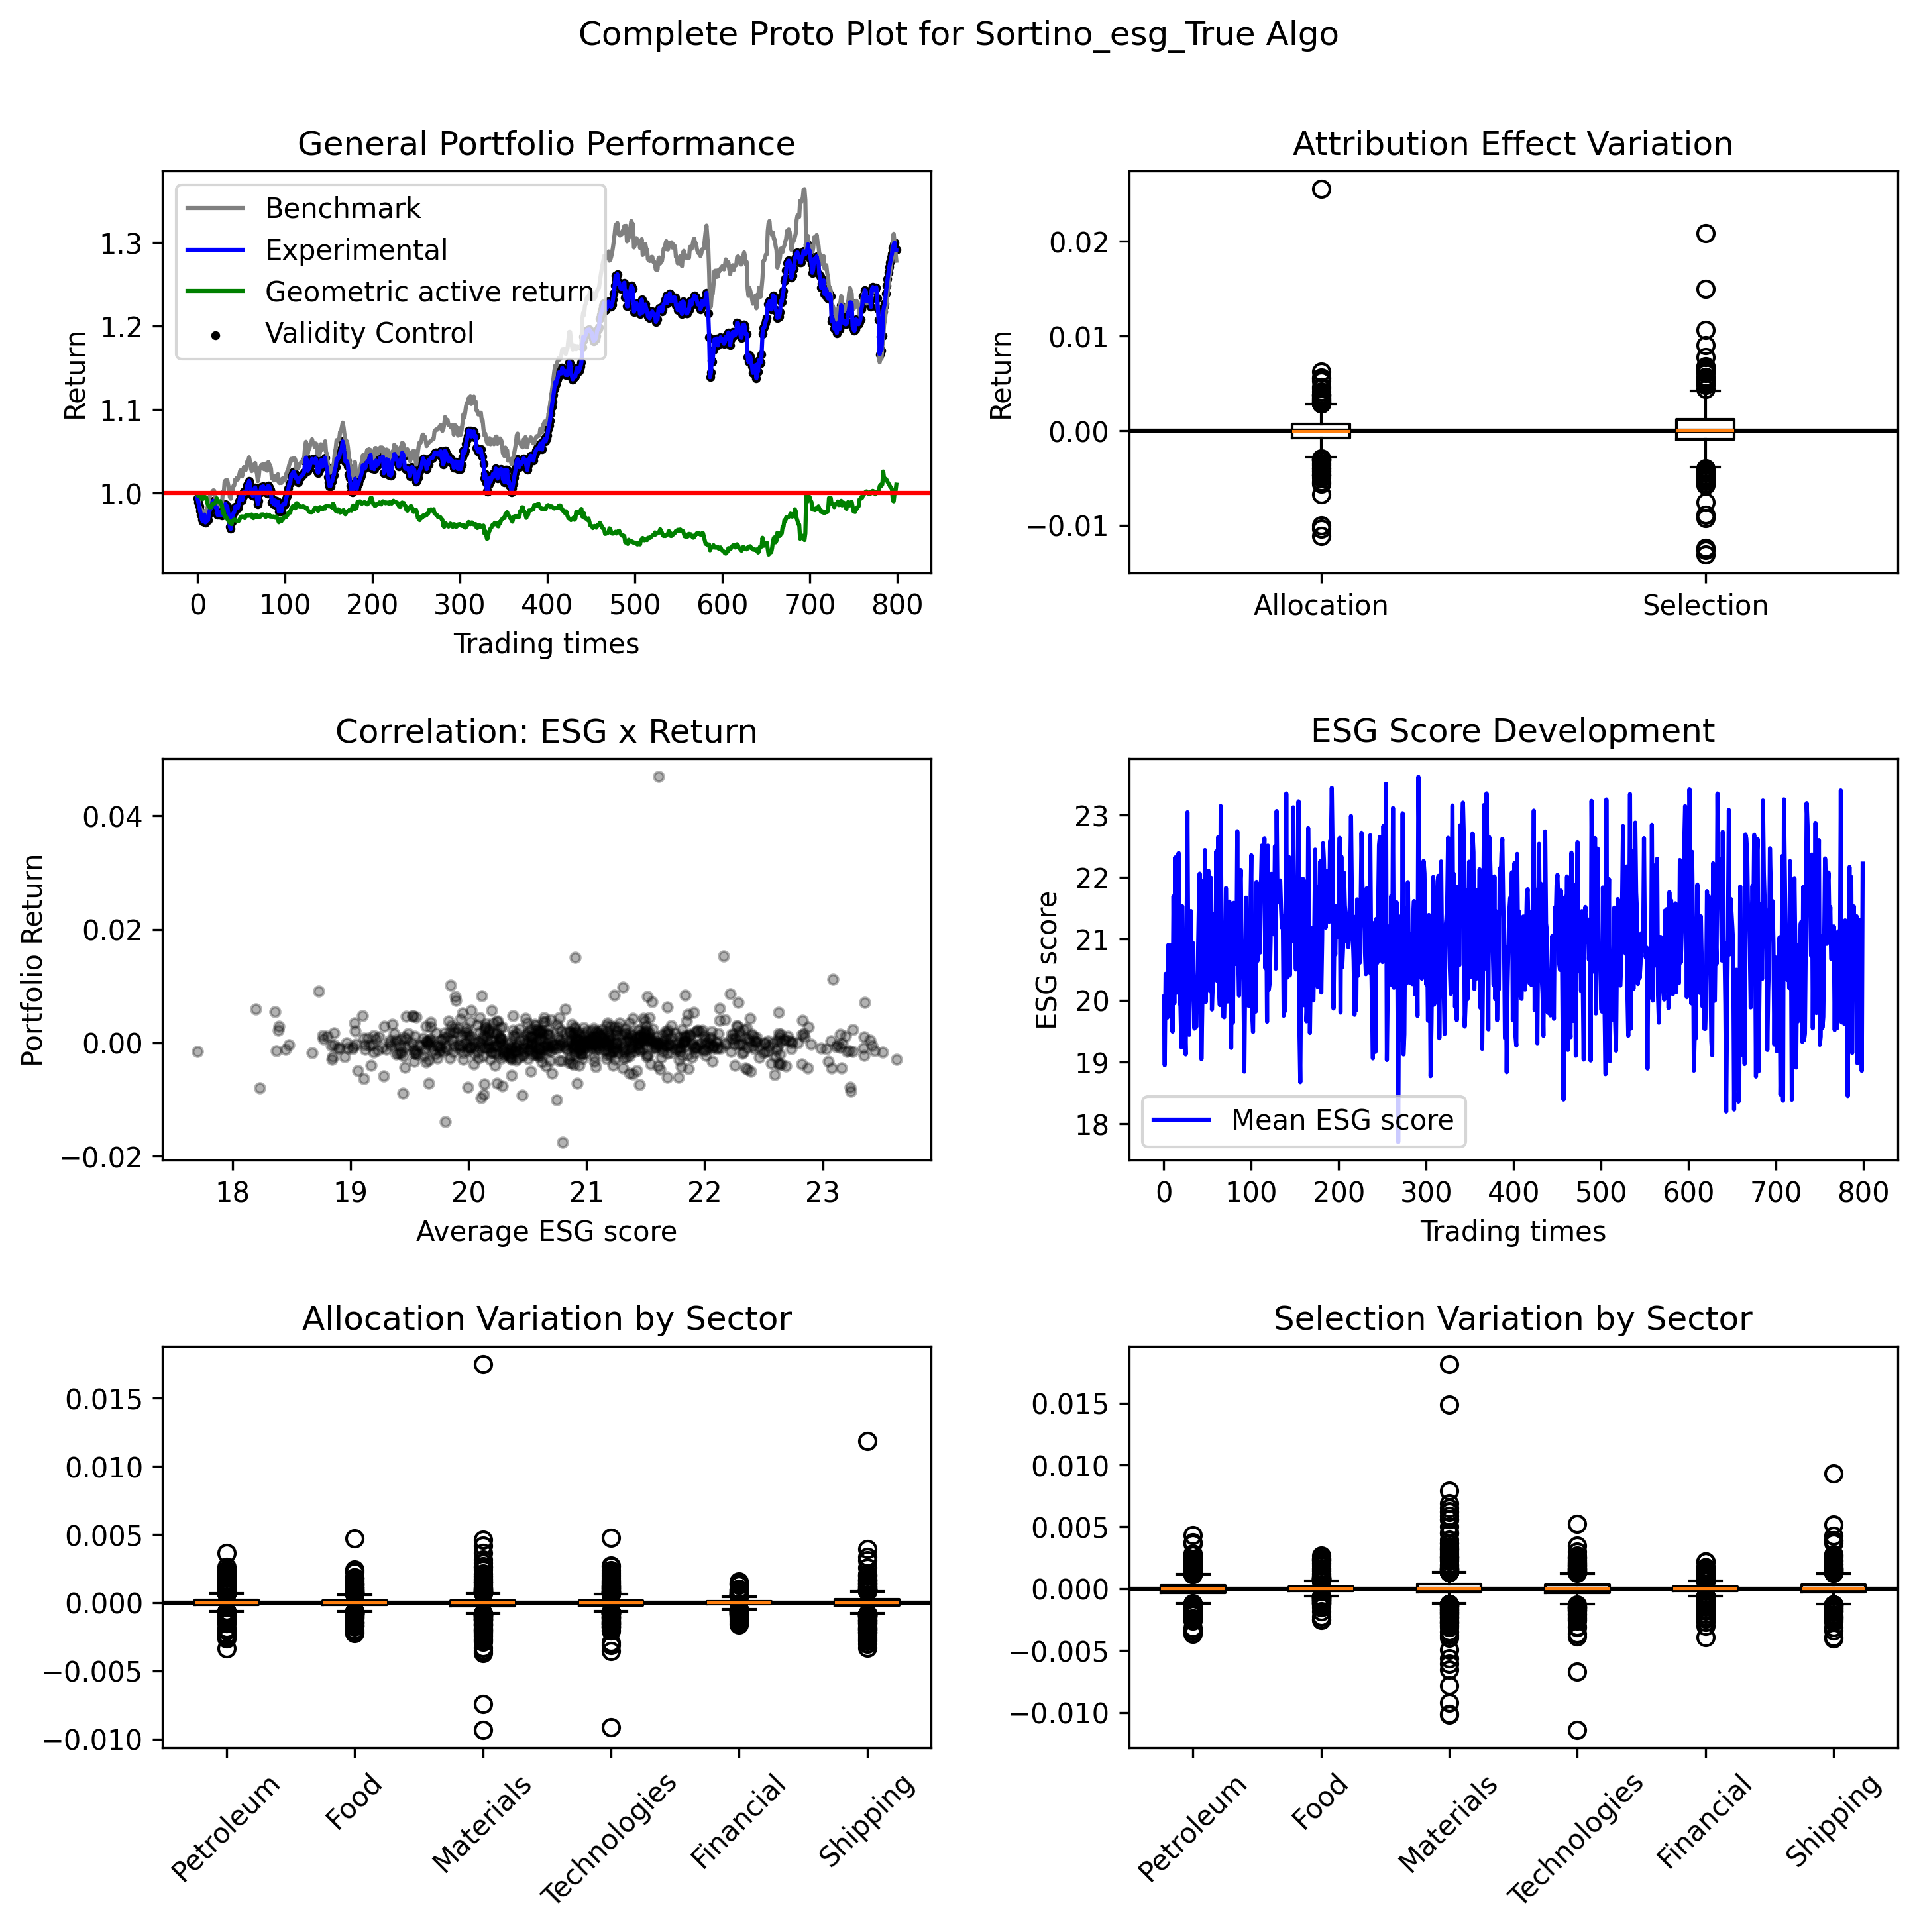 Complete Proto Plot for Sortino_esg_True Algo
General Portfolio Performance
Benchmark
Experimental
Geometric active return
Validity Control
1.3
1.2
1.1
1.0
Return
0 100 200 300 400 500 600 700 800
Trading times
Attribution Effect Variation
0.02
0.01
0.00
−0.01
Return
Allocation Selection
Correlation: ESG x Return
0.04
0.02
0.00
−0.02
Portfolio Return
18 19 20 21 22 23
Average ESG score
ESG Score Development
23
22
21
20
19
18
ESG score
Mean ESG score
0 100 200 300 400 500 600 700 800
Trading times
Allocation Variation by Sector
0.015
0.010
0.005
0.000
−0.005
−0.010
Petroleum Food Materials Technologies Financial Shipping
Selection Variation by Sector
0.015
0.010
0.005
0.000
−0.005
−0.010
Petroleum Food Materials Technologies Financial Shipping